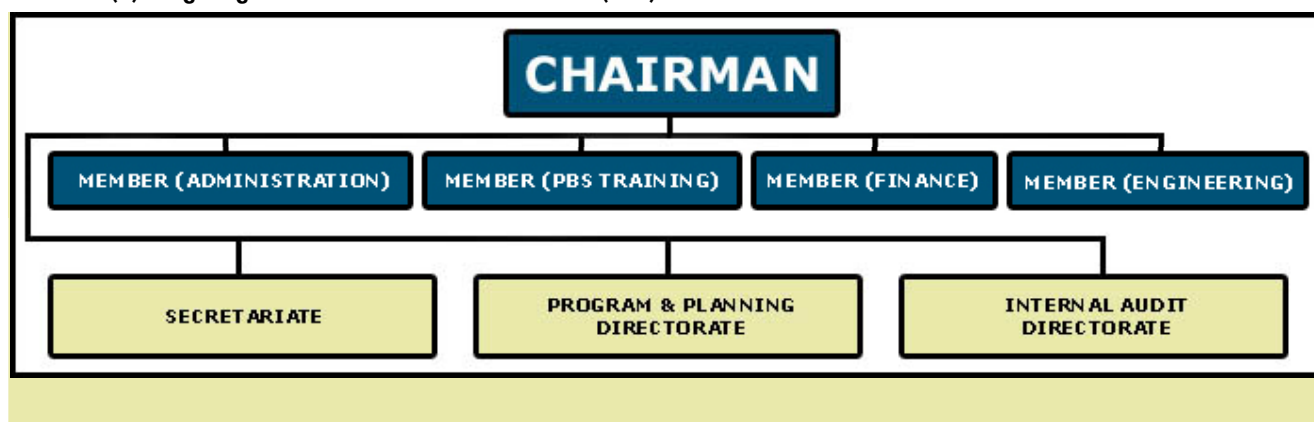 CHAIRMAN
MEMBER (ADMINISTRATION)
MEMBER (PBS TRAINING)
MEMBER (FINANCE)
MEMBER (ENGINEERING)
SECRETARIATE
PROGRAM & PLANNING
DIRECTORATE
INTERNAL AUDIT
DIRECTORATE